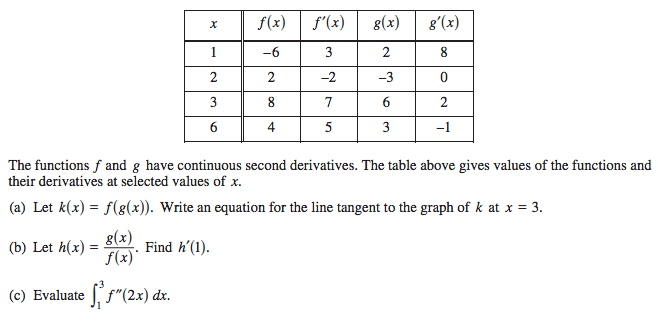 x f(x) f′(x) g(x) g′(x)
1 −6 3 2 8
2 2 −2 −3 0
3 8 7 6 2
6 4 5 3 −1
The functions f and g have continuous second derivatives. The table above gives values of the functions and
their derivatives at selected values of x.
(a) Let k(x) = f(g(x)). Write an equation for the line tangent to the graph of k at x = 3.
(b) Let h(x) = g(x)/f(x). Find h′(1).
(c) Evaluate ∫₁³ f″(2x) dx.